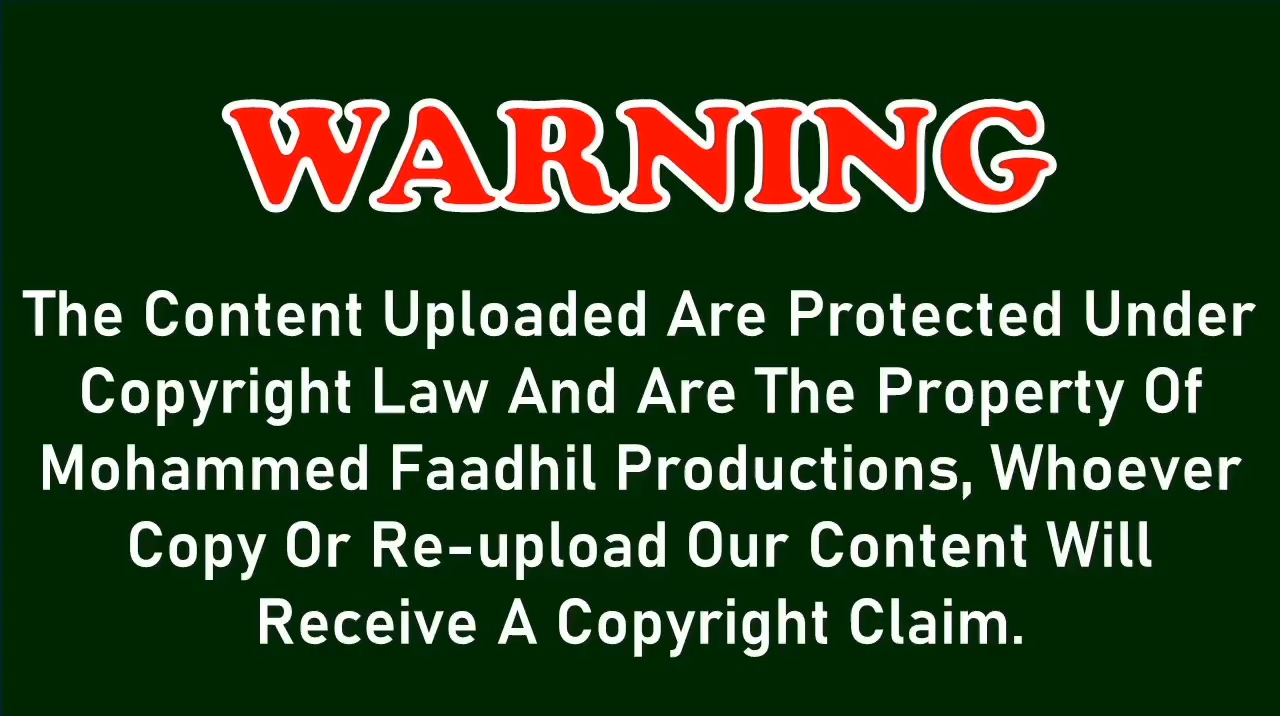 WARNING
The Content Uploaded Are Protected Under
Copyright Law And Are The Property Of
Mohammed Faadhil Productions, Whoever
Copy Or Re-upload Our Content Will
Receive A Copyright Claim.